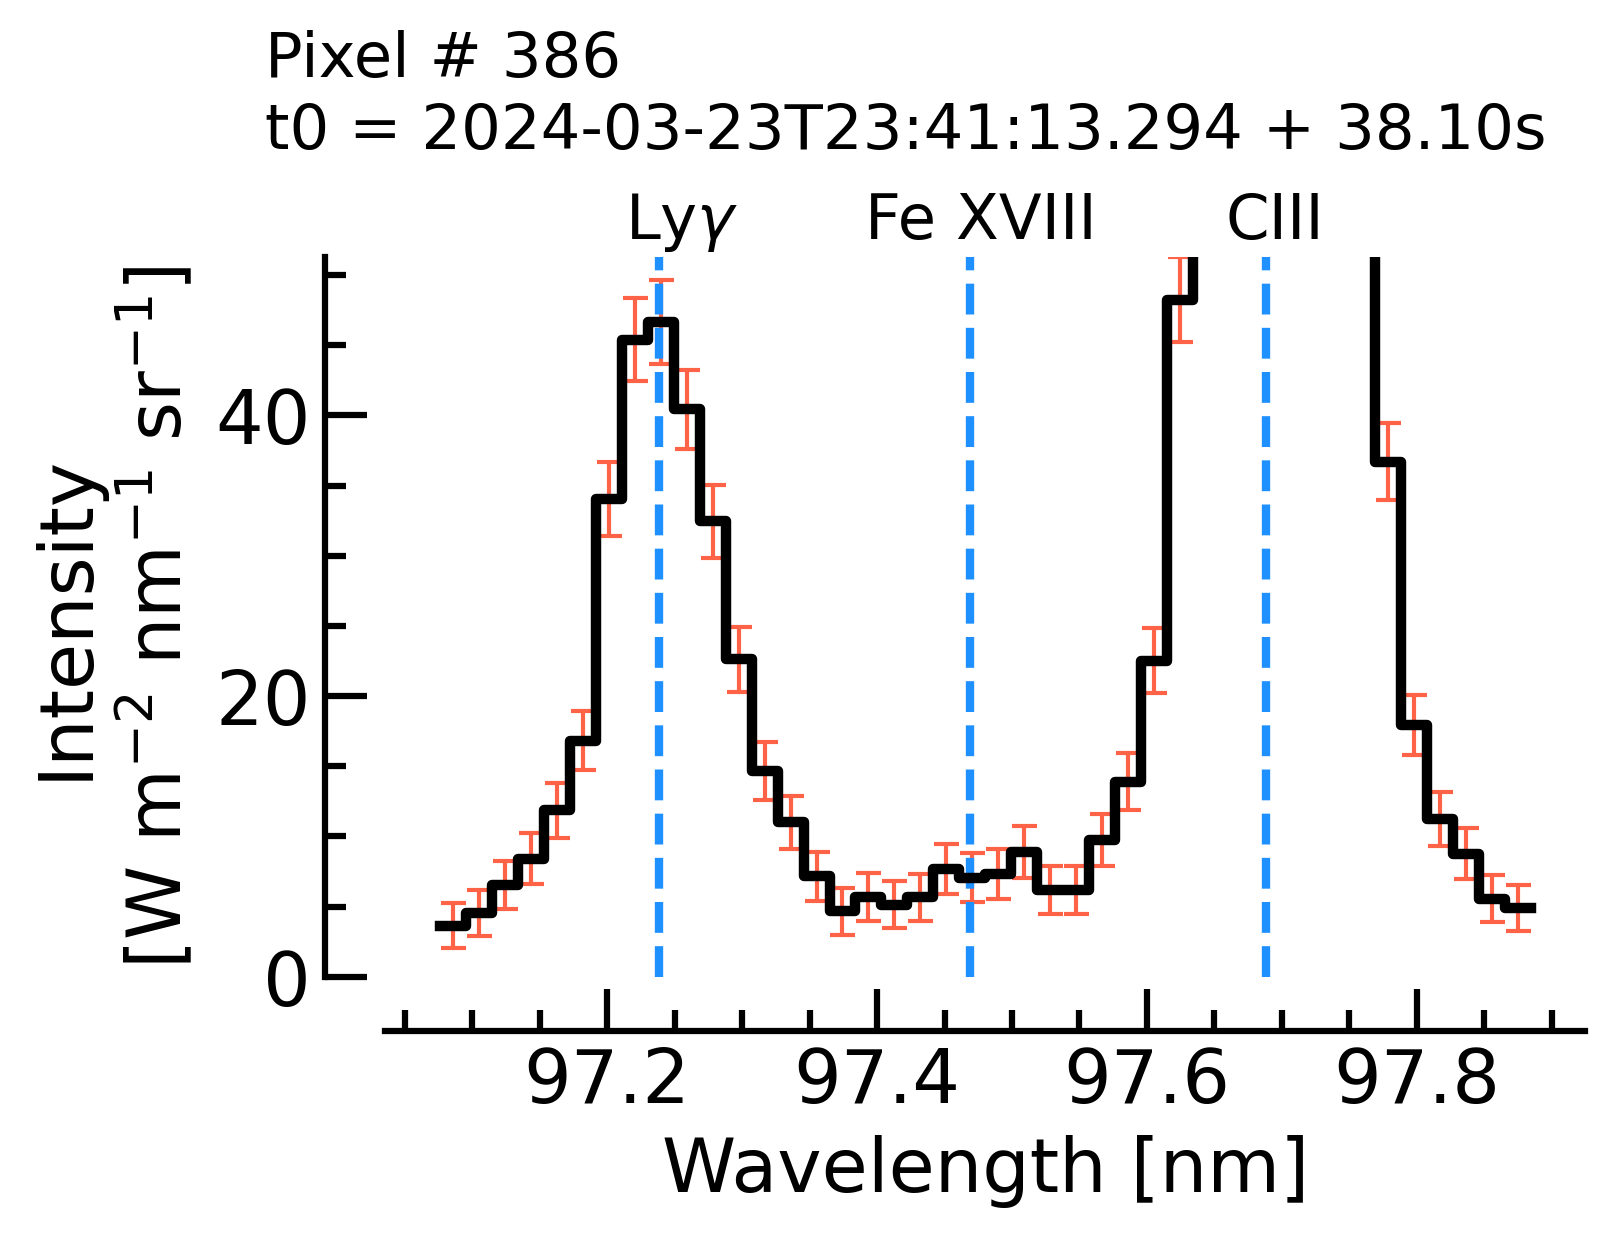 Pixel # 386
t0 = 2024-03-23T23:41:13.294 + 38.10s
Lyγ Fe XVIII CIII
Intensity
[W m⁻² nm⁻¹ sr⁻¹]
40
20
0
97.2 97.4 97.6 97.8
Wavelength [nm]